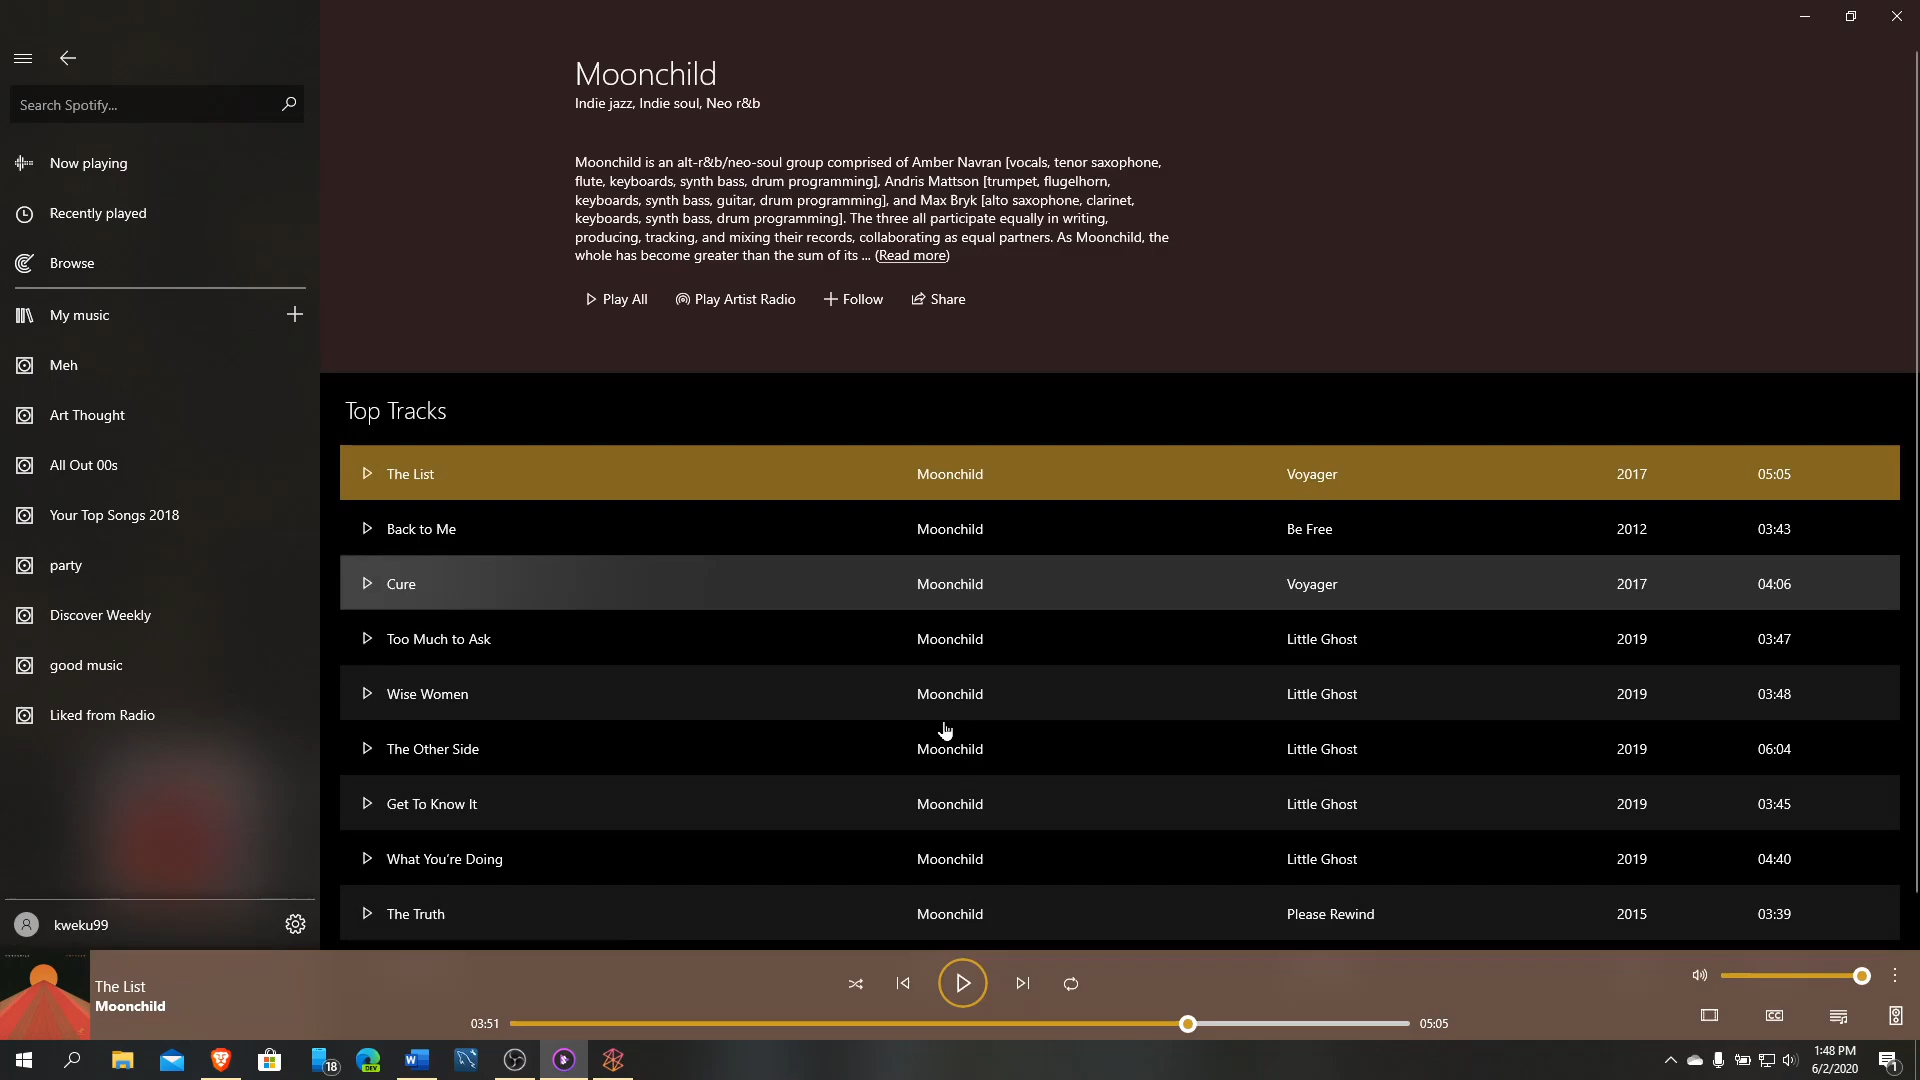 Search Spotify...
Now playing
Recently played
Browse
My music
Meh
Art Thought
All Out 00s
Your Top Songs 2018
party
Discover Weekly
good music
Liked from Radio
kweku99
Moonchild
Indie jazz, Indie soul, Neo r&b
Moonchild is an alt-r&b/neo-soul group comprised of Amber Navran [vocals, tenor saxophone,
flute, keyboards, synth bass, drum programming], Andris Mattson [trumpet, flugelhorn,
keyboards, synth bass, guitar, drum programming], and Max Bryk [alto saxophone, clarinet,
keyboards, synth bass, drum programming]. The three all participate equally in writing,
producing, tracking, and mixing their records, collaborating as equal partners. As Moonchild, the
whole has become greater than the sum of its ... (Read more)
Play All Play Artist Radio Follow Share
Top Tracks
The List Moonchild Voyager 2017 05:05
Back to Me Moonchild Be Free 2012 03:43
Cure Moonchild Voyager 2017 04:06
Too Much to Ask Moonchild Little Ghost 2019 03:47
Wise Women Moonchild Little Ghost 2019 03:48
The Other Side Moonchild Little Ghost 2019 06:04
Get To Know It Moonchild Little Ghost 2019 03:45
What You're Doing Moonchild Little Ghost 2019 04:40
The Truth Moonchild Please Rewind 2015 03:39
The List
Moonchild
03:51 05:05
CC
18
DEV
W
1:48 PM
6/2/2020
1